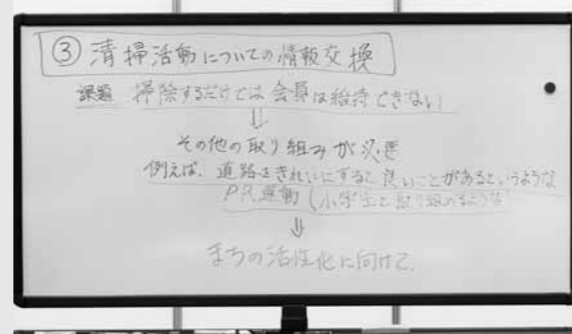 ③ 清掃活動についての情報交換
課題 掃除するだけでは会員は維持できない
⇓
その他の取り組みが必要
例えば、道路をきれいにすると良いことがあるというような
PR運動(小学生と取り組めるような
⇓
まちの活性化に向けて